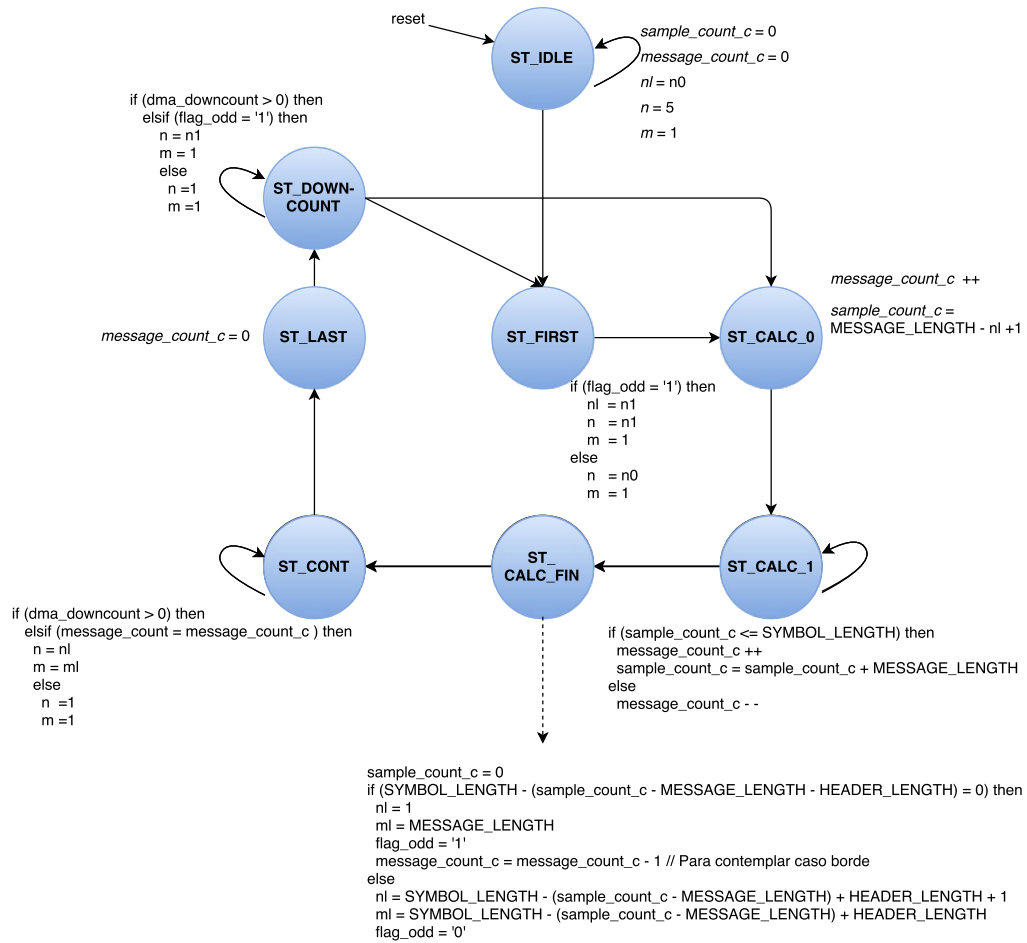 reset
ST_IDLE
sample_count_c = 0
message_count_c = 0
nl = n0
n = 5
m = 1
if (dma_downcount > 0) then
elsif (flag_odd = '1') then
n = n1
m = 1
else
n =1
m =1
ST_DOWN-
COUNT
message_count_c ++
sample_count_c =
MESSAGE_LENGTH - nl +1
message_count_c = 0
ST_LAST
ST_FIRST
ST_CALC_0
if (flag_odd = '1') then
nl = n1
n = n1
m = 1
else
n = n0
m = 1
ST_CONT
ST_
CALC_FIN
ST_CALC_1
if (dma_downcount > 0) then
elsif (message_count = message_count_c ) then
n = nl
m = ml
else
n =1
m =1
if (sample_count_c <= SYMBOL_LENGTH) then
message_count ++
sample_count_c = sample_count_c + MESSAGE_LENGTH
else
message_count_c - -
sample_count_c = 0
if (SYMBOL_LENGTH - (sample_count_c - MESSAGE_LENGTH - HEADER_LENGTH) = 0) then
nl = 1
ml = MESSAGE_LENGTH
flag_odd = '1'
message_count_c = message_count_c - 1 // Para contemplar caso borde
else
nl = SYMBOL_LENGTH - (sample_count_c - MESSAGE_LENGTH) + HEADER_LENGTH + 1
ml = SYMBOL_LENGTH - (sample_count_c - MESSAGE_LENGTH) + HEADER_LENGTH
flag_odd = '0'